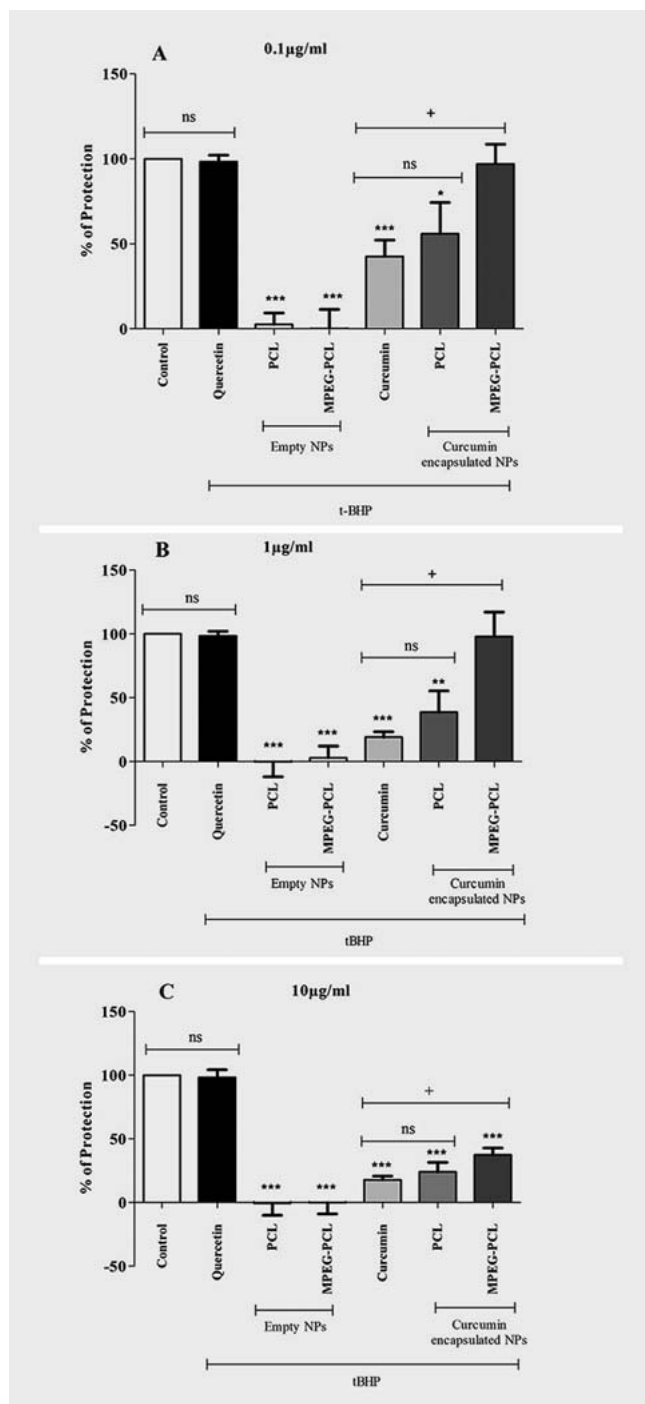 A
0.1µg/ml
% of Protection
150
100
50
0
ns
***
***
***
*
ns
+
Control
Quercetin
PCL
MPEG-PCL
Curcumin
PCL
MPEG-PCL
Empty NPs
Curcumin
encapsulated NPs
t-BHP
B
1µg/ml
% of Protection
150
100
50
0
-50
ns
***
***
***
**
ns
+
Control
Quercetin
PCL
MPEG-PCL
Curcumin
PCL
MPEG-PCL
Empty NPs
Curcumin
encapsulated NPs
tBHP
C
10µg/ml
% of Protection
150
100
50
0
-50
ns
***
***
***
***
***
ns
+
Control
Quercetin
PCL
MPEG-PCL
Curcumin
PCL
MPEG-PCL
Empty NPs
Curcumin
encapsulated NPs
tBHP